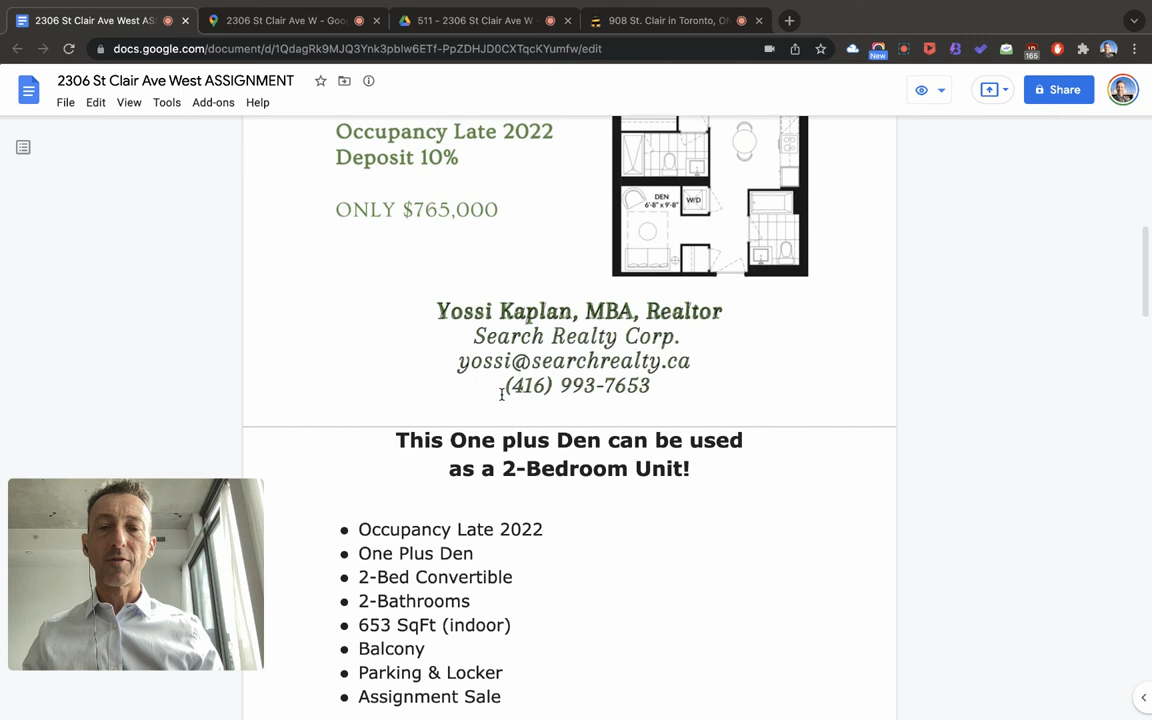 2306 St Clair Ave West AS
2306 St Clair Ave W - Goo
511 - 2306 St Clair Ave W -
908 St. Clair in Toronto, O
docs.google.com/document/d/1QdagRk9MJQ3Ynk3pblw6ETf-PpZDHJD0CXTqcKYumfw/edit
New
165
2306 St Clair Ave West ASSIGNMENT
File Edit View Tools Add-ons Help
Share
Occupancy Late 2022
Deposit 10%
ONLY $765,000
DEN
6'-8" x 9'-8"
W/D
Yossi Kaplan, MBA, Realtor
Search Realty Corp.
yossi@searchrealty.ca
(416) 993-7653
This One plus Den can be used
as a 2-Bedroom Unit!
● Occupancy Late 2022
● One Plus Den
● 2-Bed Convertible
● 2-Bathrooms
● 653 SqFt (indoor)
● Balcony
● Parking & Locker
● Assignment Sale